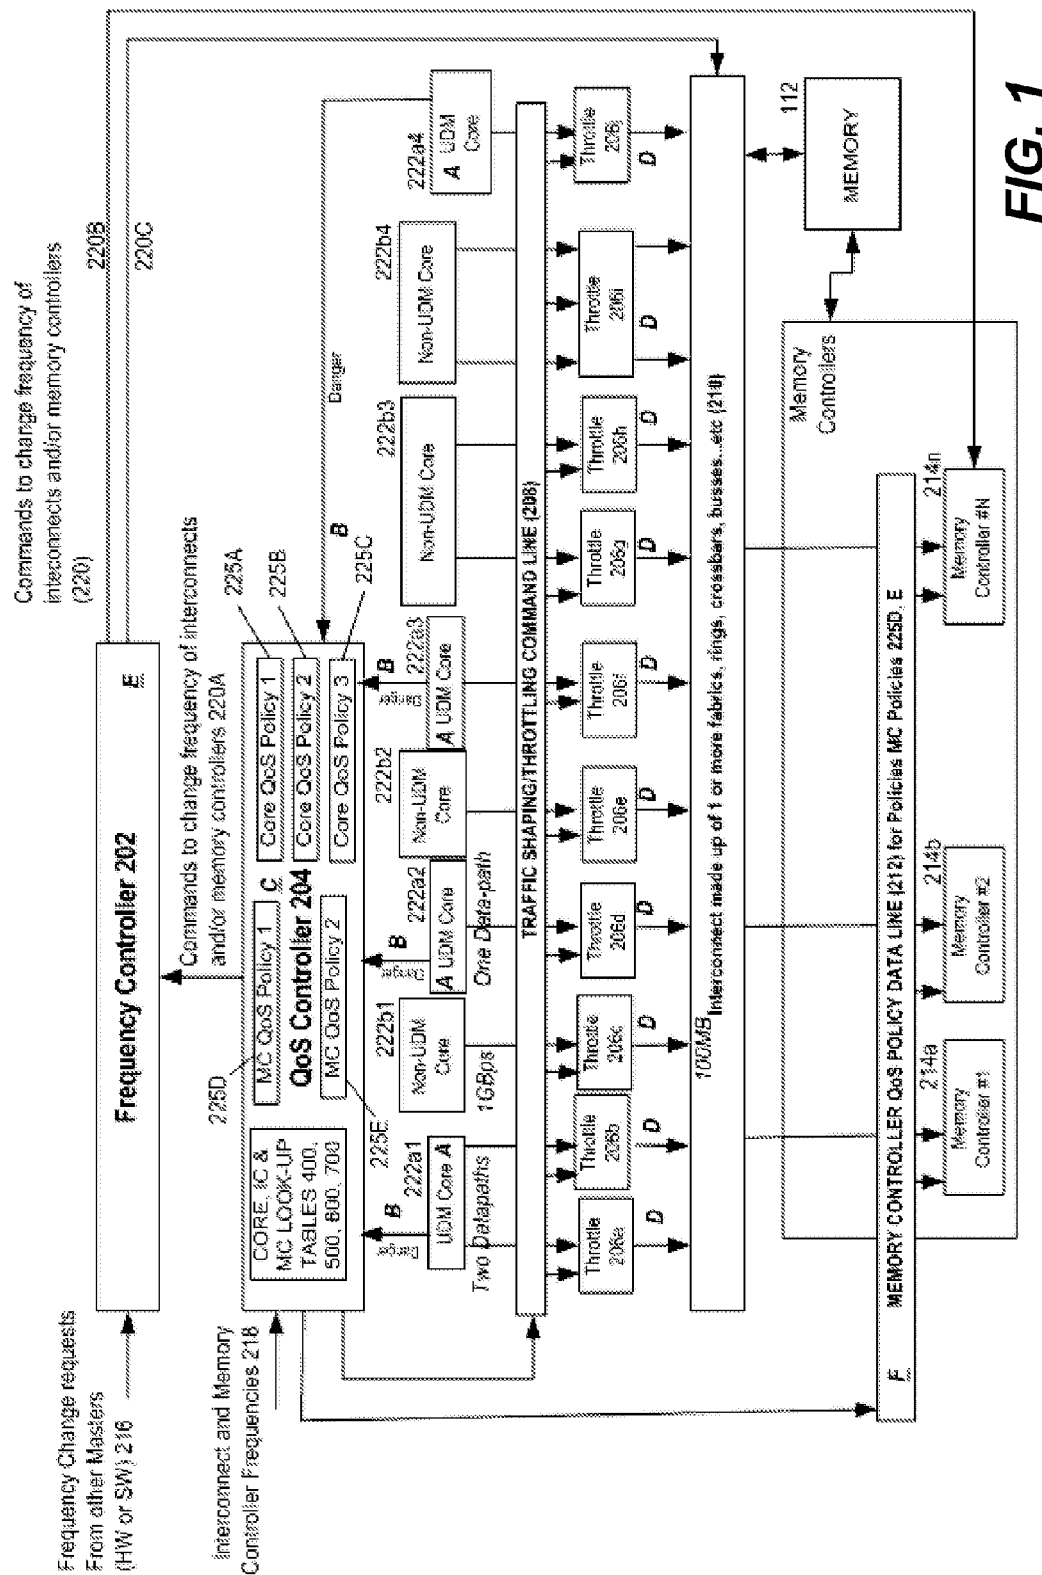 Commands to change frequency of
inteconnects and/or memory controllers
(220)
220B
220C
Frequency Change requests
From other Masters
(HW or SW) 216
Frequency Controller 202
E
Commands to change frequency of interconnects
and/or memory controllers 220A
225A
225B
225C
225D
225E
Interconnect and Memory
Controller Frequencies 218
CORE, IC &
MC LOOK-UP
TABLES 400,
500, 600, 700
MC QoS Policy 1
C
QoS Controller 204
MC QoS Policy 2
Core QoS Policy 1
Core QoS Policy 2
Core QoS Policy 3
B
Danger
B
Danger
B
Danger
B
Danger
222a1
222b1
222a2
222b2
222a3
222b3
222b4
222a4
UDM Core A
Non-UDM
Core
A UDM Core
Non-UDM
Core
A UDM Core
Non-UDM Core
Non-UDM Core
A UDM
Core
Two Datapaths
1GBps
One Data-path
TRAFFIC SHAPING/THROTTLING COMMAND LINE (208)
Throttle
206a
Throttle
206b
Throttle
206c
Throttle
206d
Throttle
206e
Throttle
206f
Throttle
206g
Throttle
206h
Throttle
206i
Throttle
206j
D
D
D
D
D
D
D
D
D
D
100MB
Interconnect made up of 1 or more fabrics, rings, crossbars, busses...etc (210)
112
MEMORY
Memory
Controllers
F
MEMORY CONTROLLER QoS POLICY DATA LINE (212) for Policies MC Policies 225D, E
214a
214b
214n
Memory
Controller #1
Memory
Controller #2
Memory
Controller #N
FIG. 1